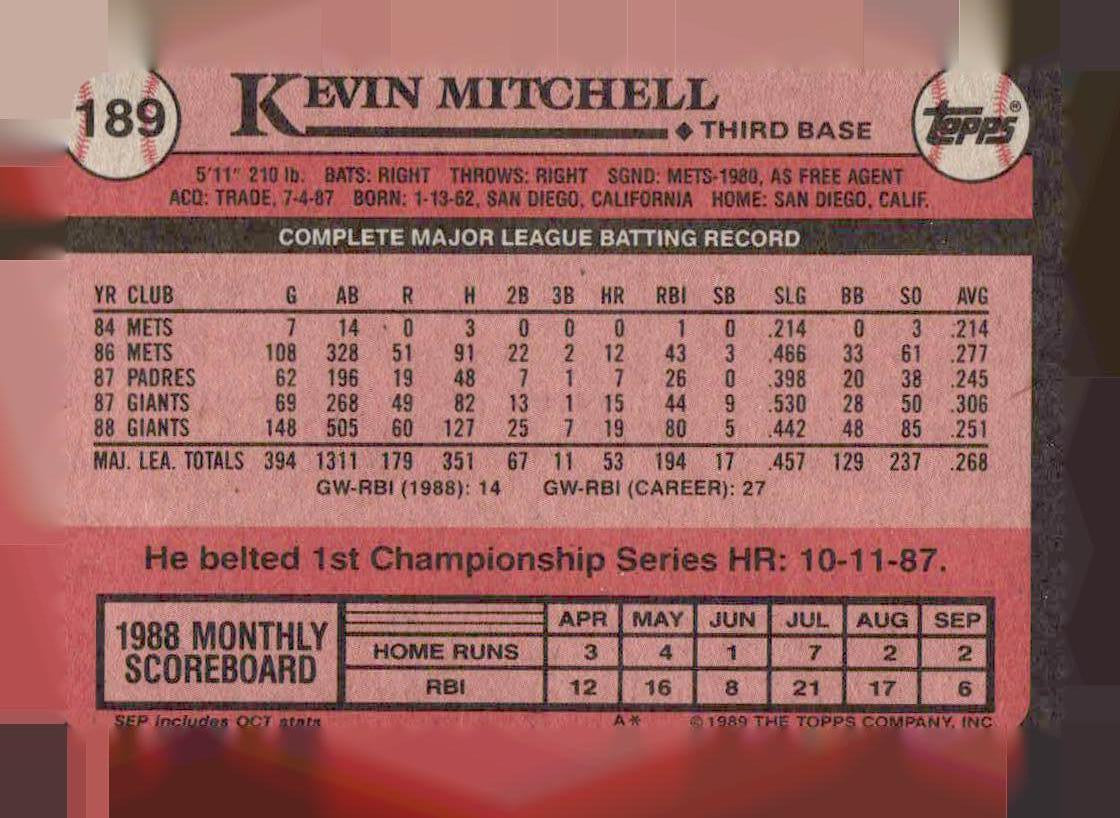 189
KEVIN MITCHELL
◆ THIRD BASE
topps®
5'11" 210 lb. BATS: RIGHT THROWS: RIGHT SGND: METS-1980, AS FREE AGENT
ACQ: TRADE, 7-4-87 BORN: 1-13-62, SAN DIEGO, CALIFORNIA HOME: SAN DIEGO, CALIF.
COMPLETE MAJOR LEAGUE BATTING RECORD
YR CLUB G AB R H 2B 3B HR RBI SB SLG BB SO AVG
84 METS 7 14 0 3 0 0 0 1 0 .214 0 3 .214
86 METS 108 328 51 91 22 2 12 43 3 .466 33 61 .277
87 PADRES 62 196 19 48 7 1 7 26 0 .398 20 38 .245
87 GIANTS 69 268 49 82 13 1 15 44 9 .530 28 50 .306
88 GIANTS 148 505 60 127 25 7 19 80 5 .442 48 85 .251
MAJ. LEA. TOTALS 394 1311 179 351 67 11 53 194 17 .457 129 237 .268
GW-RBI (1988): 14 GW-RBI (CAREER): 27
He belted 1st Championship Series HR: 10-11-87.
1988 MONTHLY
SCOREBOARD
APR MAY JUN JUL AUG SEP
HOME RUNS 3 4 1 7 2 2
RBI 12 16 8 21 17 6
SEP includes OCT stats A* © 1989 THE TOPPS COMPANY, INC